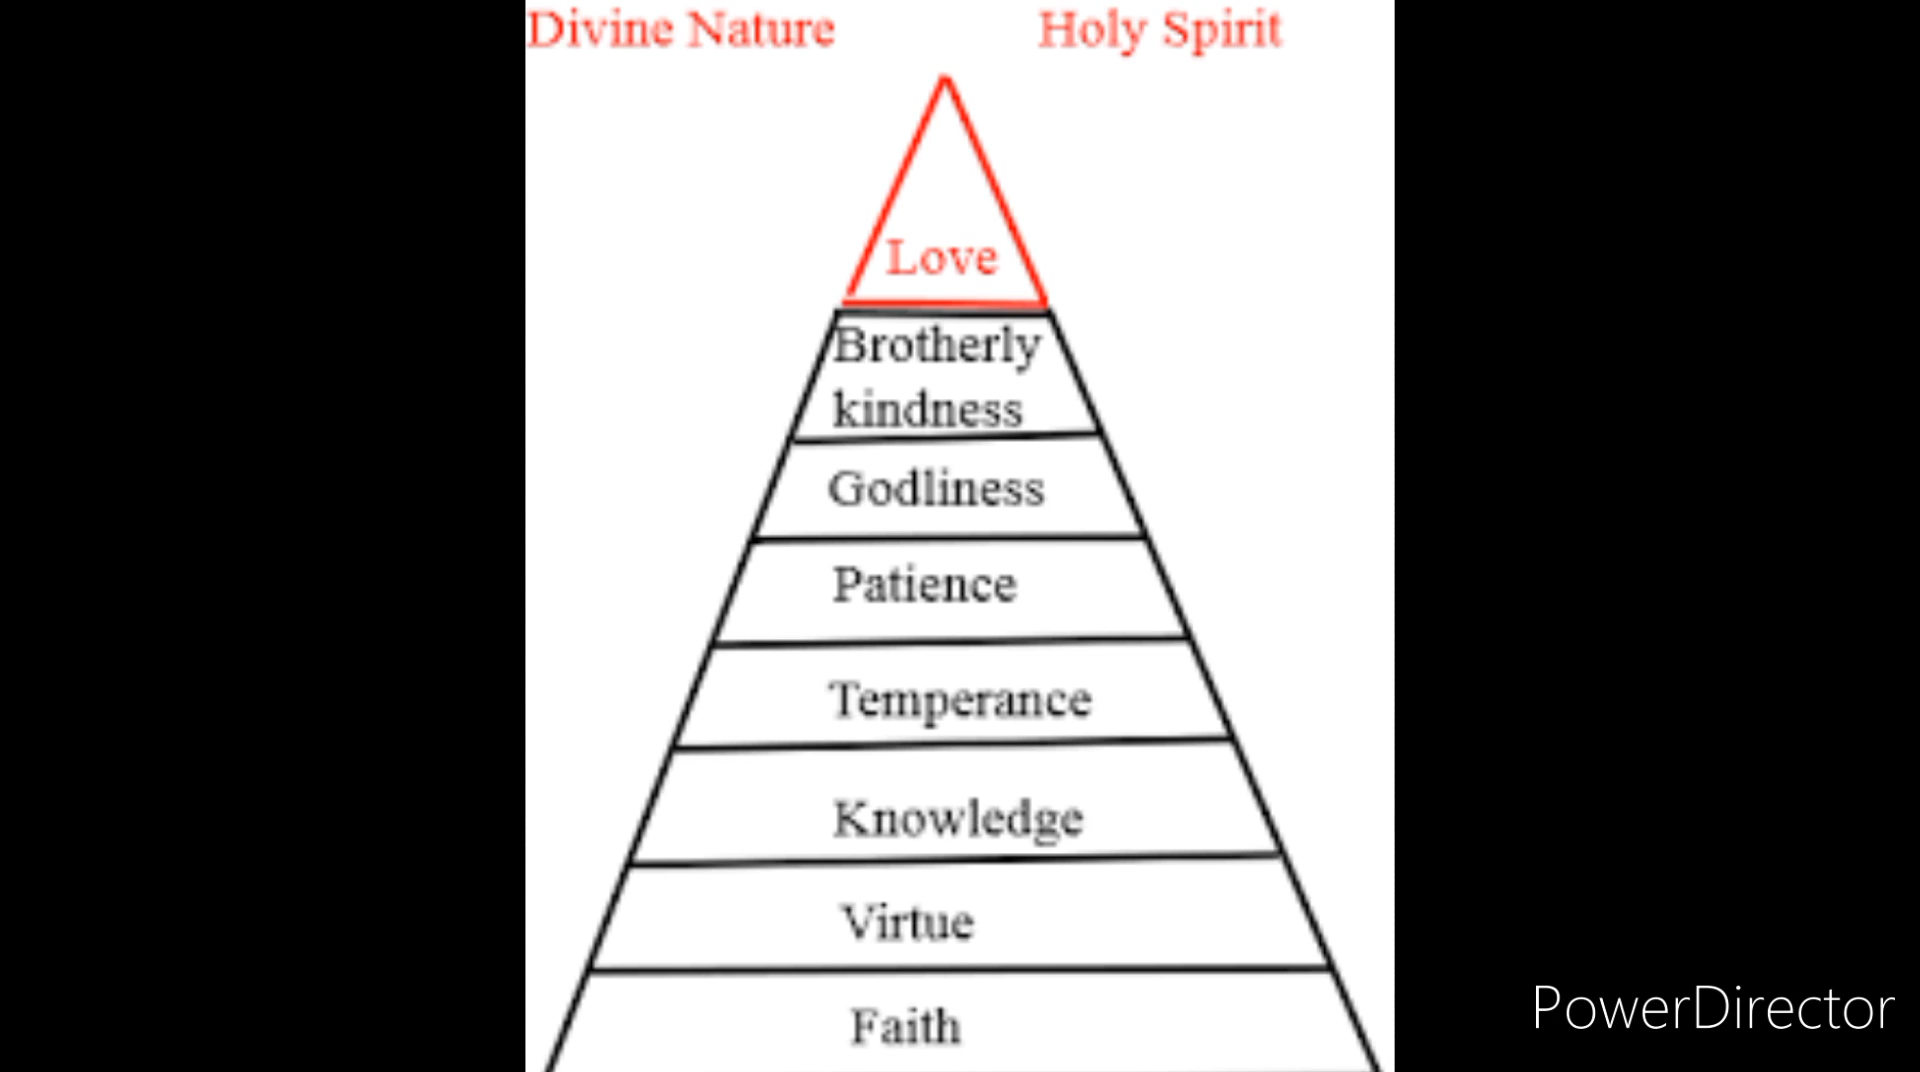 Divine Nature Holy Spirit
Love
Brotherly
kindness
Godliness
Patience
Temperance
Knowledge
Virtue
Faith
PowerDirector